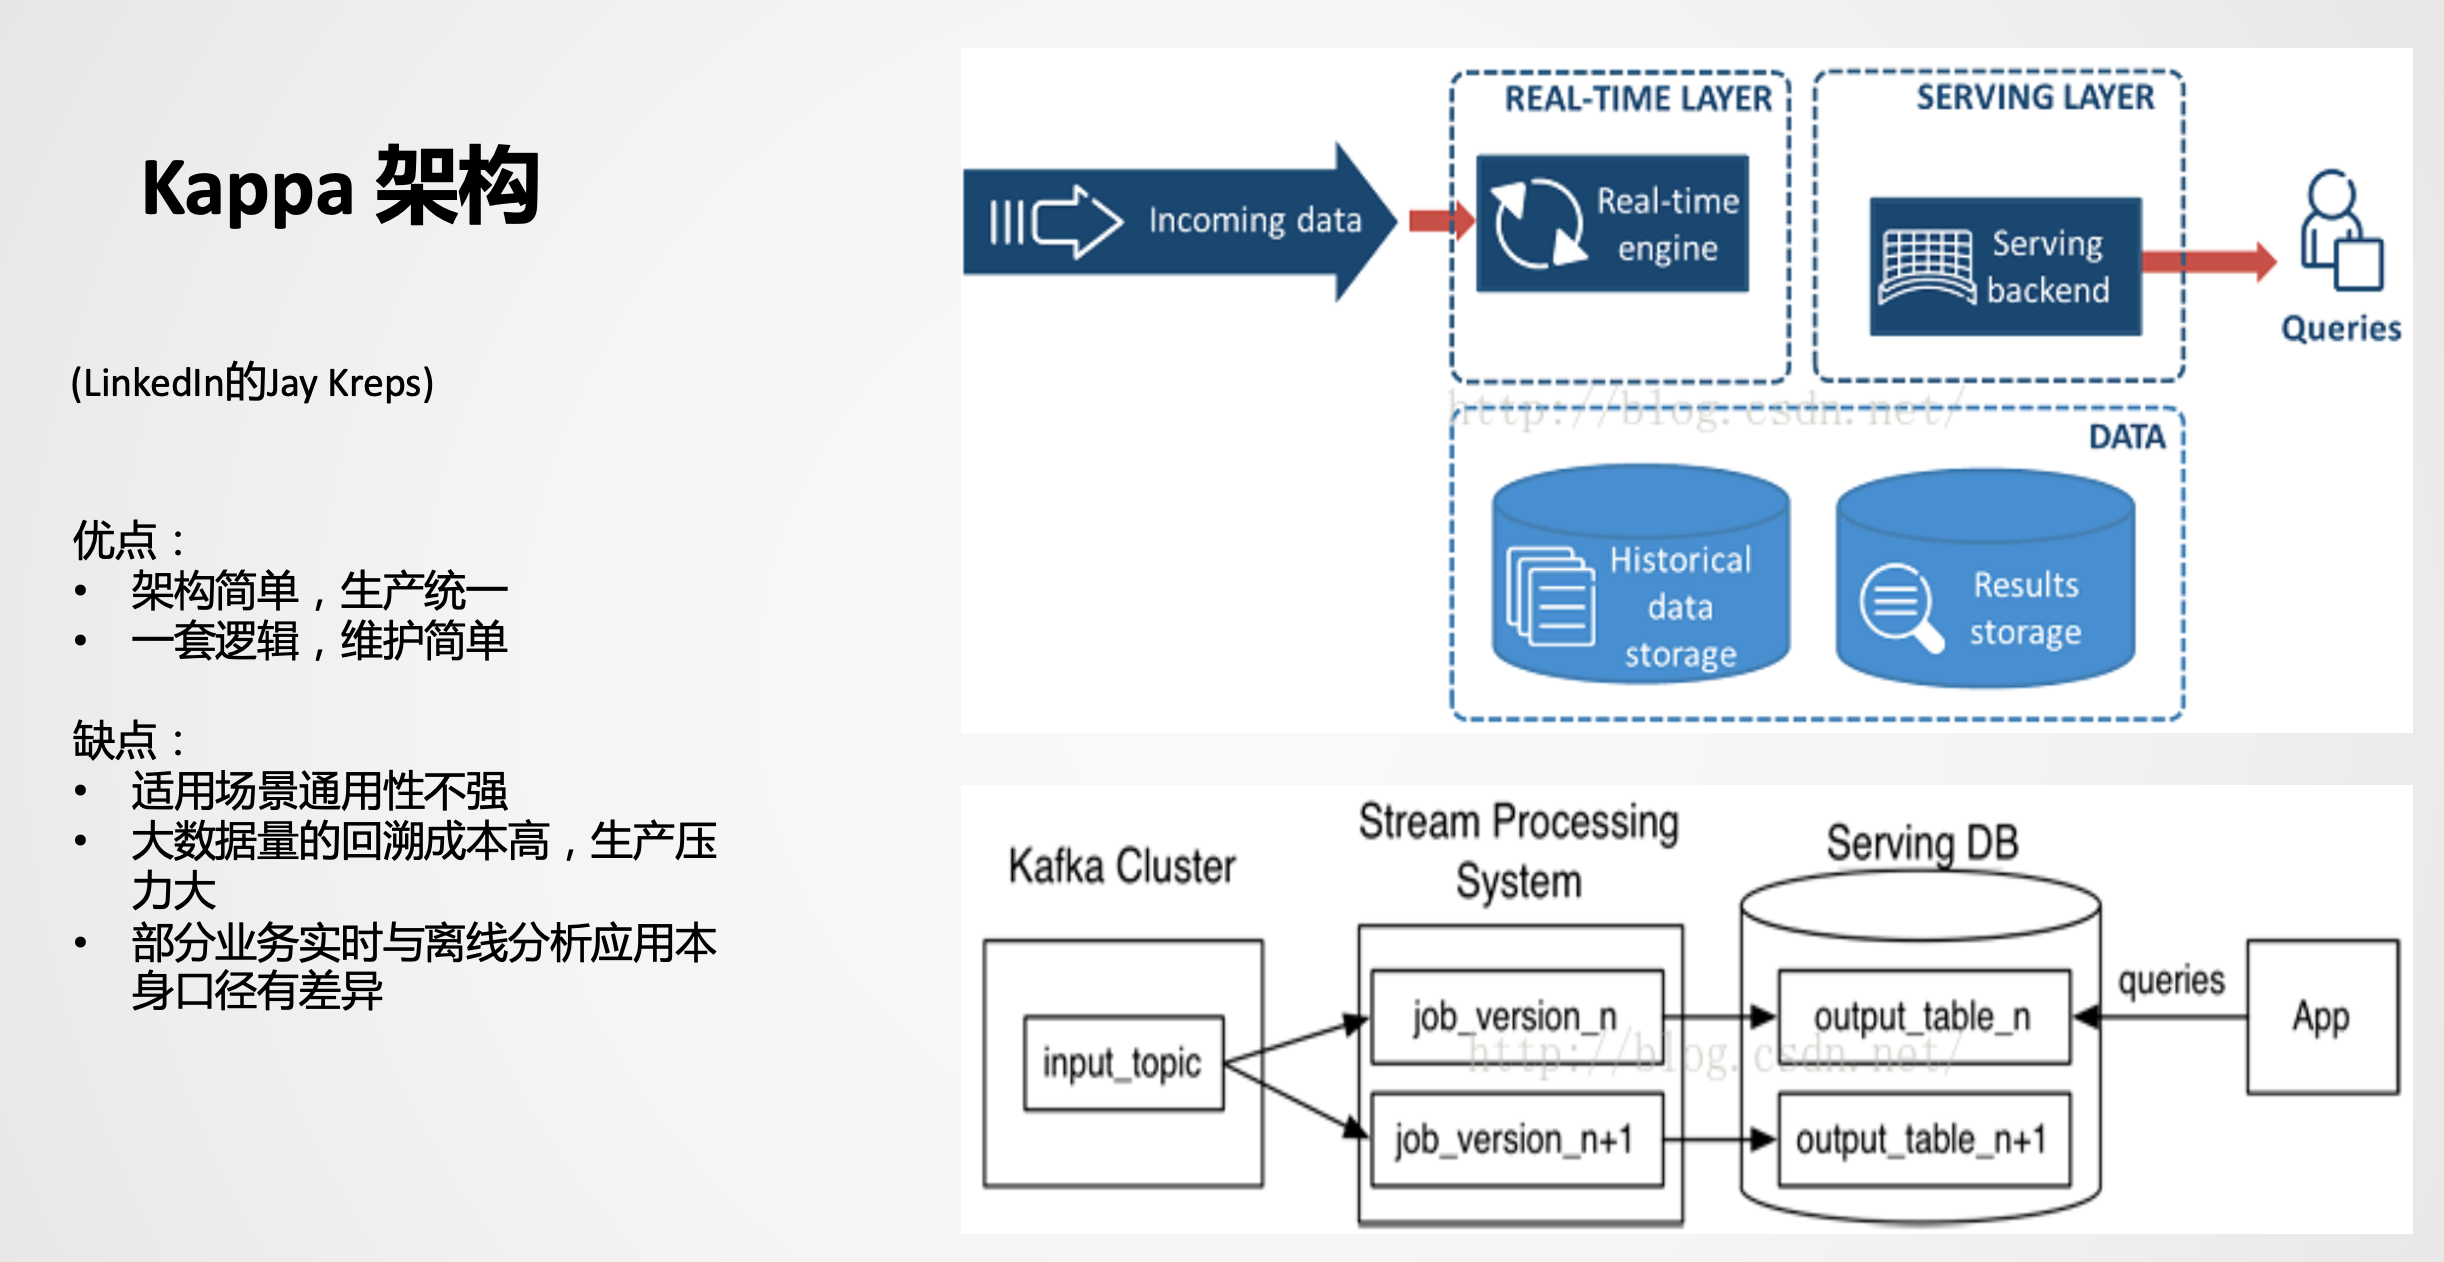 Kappa 架构
(LinkedIn的Jay Kreps)
优点：
• 架构简单，生产统一
• 一套逻辑，维护简单
缺点：
• 适用场景通用性不强
• 大数据量的回溯成本高，生产压
力大
• 部分业务实时与离线分析应用本
身口径有差异
REAL-TIME LAYER
SERVING LAYER
Incoming data
Real-time
engine
Serving
backend
Queries
http://blog.csdn.net/
DATA
Historical
data
storage
Results
storage
Kafka Cluster
Stream Processing
System
Serving DB
input_topic
job_version_n
output_table_n
queries
App
http://blog.csdn.net/
job_version_n+1
output_table_n+1